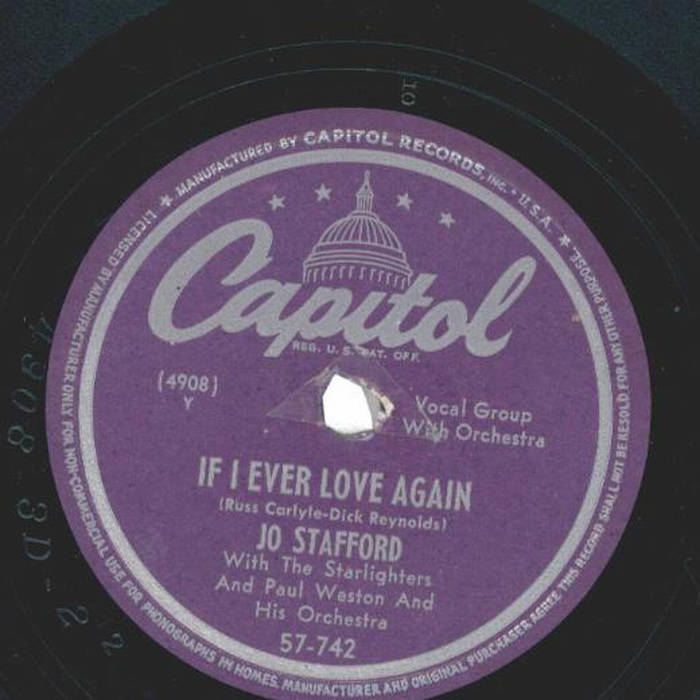 LICENSED BY MANUFACTURER ONLY FOR NON-COMMERCIAL USE FOR PHONOGRAPHS IN HOMES. MANUFACTURER AND ORIGINAL PURCHASER AGREE THIS RECORD SHALL NOT BE RESOLD FOR ANY OTHER PURPOSE.
★ MANUFACTURED BY CAPITOL RECORDS, INC. • U.S.A. ★
Capitol
REG. U. S. PAT. OFF.
(4908)
Y
Vocal Group
With Orchestra
IF I EVER LOVE AGAIN
(Russ Carlyle-Dick Reynolds)
JO STAFFORD
With The Starlighters
And Paul Weston And
His Orchestra
57-742
4908-3D-2
2
10